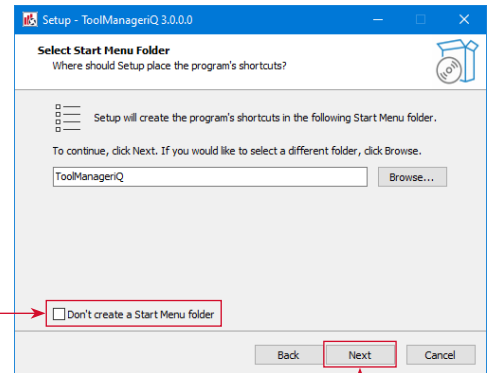 Setup - ToolManageriQ 3.0.0.0
Select Start Menu Folder
Where should Setup place the program's shortcuts?
Setup will create the program's shortcuts in the following Start Menu folder.
To continue, click Next. If you would like to select a different folder, click Browse.
ToolManageriQ
Browse...
Don't create a Start Menu folder
Back
Next
Cancel